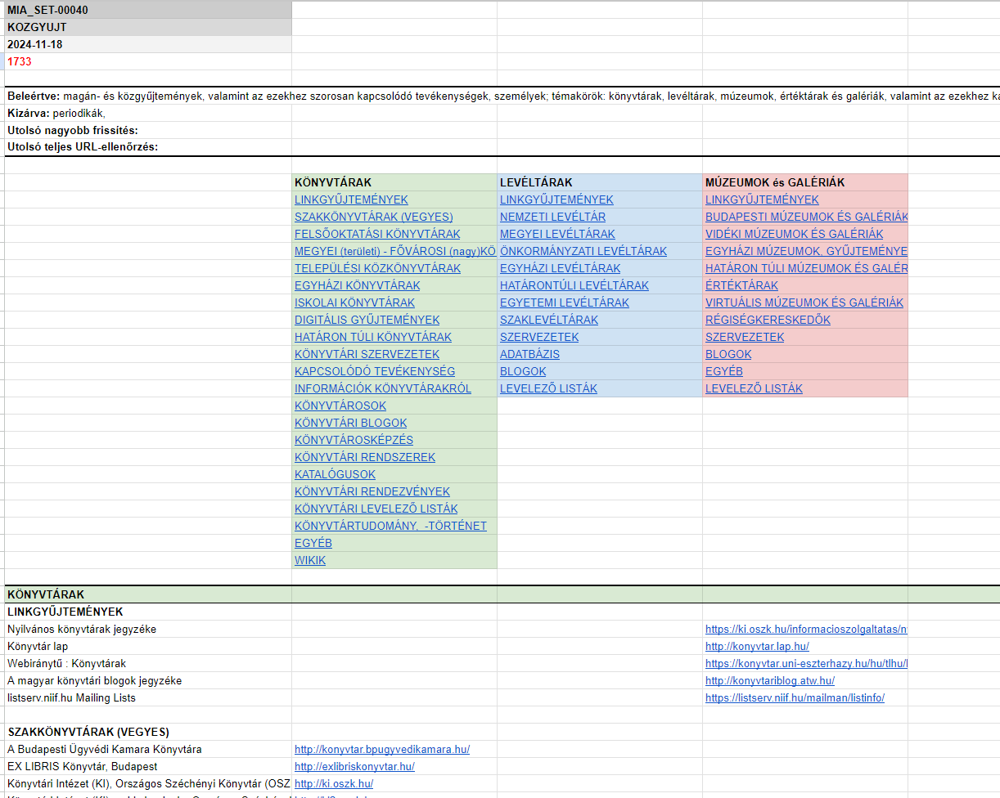 MIA_SET-00040
KOZGYUJT
2024-11-18
1733
Beleértve: magán- és közgyűjtemények, valamint az ezekhez szorosan kapcsolódó tevékenységek, személyek; témakörök: könyvtárak, levéltárak, múzeumok, értéktárak és galériák, valamint az ezekhez
Kizárva: periodikák,
Utolsó nagyobb frissítés:
Utolsó teljes URL-ellenőrzés:
KÖNYVTÁRAK LEVÉLTÁRAK MÚZEUMOK és GALÉRIÁK
LINKGYŰJTEMÉNYEK LINKGYŰJTEMÉNYEK LINKGYŰJTEMÉNYEK
SZAKKÖNYVTÁRAK (VEGYES) NEMZETI LEVÉLTÁR BUDAPESTI MÚZEUMOK ÉS GALÉRIÁK
FELSŐOKTATÁSI KÖNYVTÁRAK MEGYEI LEVÉLTÁRAK VIDÉKI MÚZEUMOK ÉS GALÉRIÁK
MEGYEI (területi) - FŐVÁROSI (nagy)KÖ ÖNKORMÁNYZATI LEVÉLTÁRAK EGYHÁZI MÚZEUMOK, GYŰJTEMÉNYE
TELEPÜLÉSI KÖZKÖNYVTÁRAK EGYHÁZI LEVÉLTÁRAK HATÁRON TÚLI MÚZEUMOK ÉS GALÉR
EGYHÁZI KÖNYVTÁRAK HATÁRONTÚLI LEVÉLTÁRAK ÉRTÉKTÁRAK
ISKOLAI KÖNYVTÁRAK EGYETEMI LEVÉLTÁRAK VIRTUÁLIS MÚZEUMOK ÉS GALÉRIÁK
DIGITÁLIS GYŰJTEMÉNYEK SZAKLEVÉLTÁRAK RÉGISÉGKERESKEDŐK
HATÁRON TÚLI KÖNYVTÁRAK SZERVEZETEK SZERVEZETEK
KÖNYVTÁRI SZERVEZETEK ADATBÁZIS BLOGOK
KAPCSOLÓDÓ TEVÉKENYSÉG BLOGOK EGYÉB
INFORMÁCIÓK KÖNYVTÁRAKRÓL LEVELEZŐ LISTÁK LEVELEZŐ LISTÁK
KÖNYVTÁROSOK
KÖNYVTÁRI BLOGOK
KÖNYVTÁROSKÉPZÉS
KÖNYVTÁRI RENDSZEREK
KATALÓGUSOK
KÖNYVTÁRI RENDEZVÉNYEK
KÖNYVTÁRI LEVELEZŐ LISTÁK
KÖNYVTÁRTUDOMÁNY, -TÖRTÉNET
EGYÉB
WIKIK
KÖNYVTÁRAK
LINKGYŰJTEMÉNYEK
Nyilvános könyvtárak jegyzéke https://ki.oszk.hu/informacioszolgaltatas/n
Könyvtár lap http://konyvtar.lap.hu/
Webiránytű : Könyvtárak https://konyvtar.uni-eszterhazy.hu/hu/tlhu/
A magyar könyvtári blogok jegyzéke http://konyvtariblog.atw.hu/
listserv.niif.hu Mailing Lists https://listserv.niif.hu/mailman/listinfo/
SZAKKÖNYVTÁRAK (VEGYES)
A Budapesti Ügyvédi Kamara Könyvtára http://konyvtar.bpugyvedikamara.hu/
EX LIBRIS Könyvtár, Budapest http://exlibriskonyvtar.hu/
Könyvtári Intézet (KI), Országos Széchényi Könyvtár (OSZ http://ki.oszk.hu/